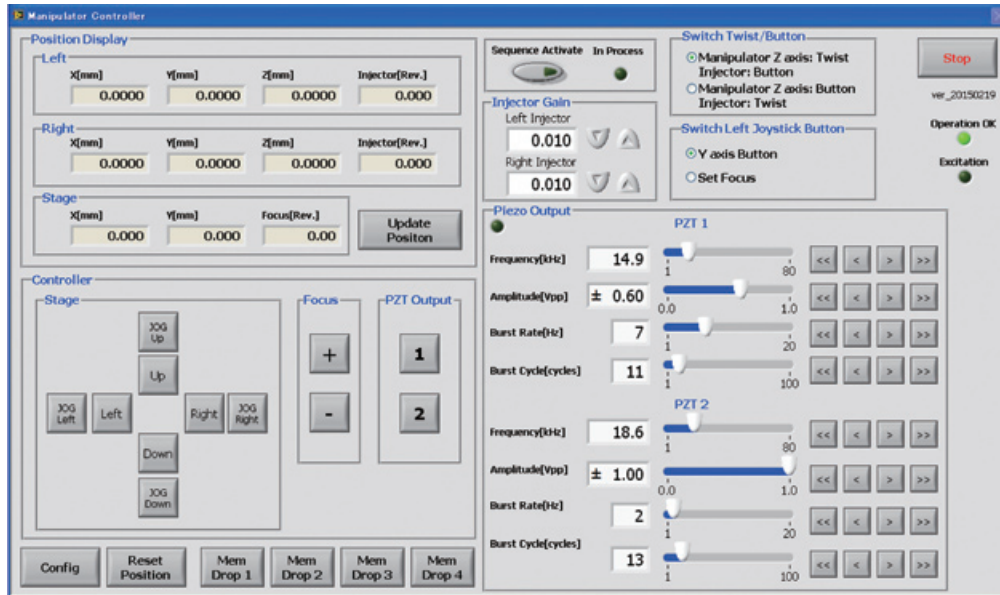 Manipulator Controller
Position Display
Left
X[mm] Y[mm] Z[mm] Injector[Rev.]
0.0000 0.0000 0.0000 0.000
Right
X[mm] Y[mm] Z[mm] Injector[Rev.]
0.0000 0.0000 0.0000 0.000
Stage
X[mm] Y[mm] Focus[Rev.]
0.000 0.000 0.00
Update
Positon
Sequence Activate In Process
Injector Gain
Left Injector
0.010
Right Injector
0.010
Switch Twist/Button
Manipulator Z axis: Twist
Injector: Button
Manipulator Z axis: Button
Injector: Twist
Switch Left Joystick Button
Y axis Button
Set Focus
Stop
ver_20150219
Operation OK
Excitation
Controller
Stage
JOG
Up
Up
JOG
Left
Left
Right
JOG
Right
Down
JOG
Down
Focus
+
-
PZT Output
1
2
Piezo Output
PZT 1
Frequency[kHz] 14.9 << < > >>
1 80
Amplitude[Vpp] ± 0.60 << < > >>
0.0 1.0
Burst Rate[Hz] 7 << < > >>
1 20
Burst Cycle[cycles] 11 << < > >>
1 100
PZT 2
Frequency[kHz] 18.6 << < > >>
1 80
Amplitude[Vpp] ± 1.00 << < > >>
0.0 1.0
Burst Rate[Hz] 2 << < > >>
1 20
Burst Cycle[cycles] 13 << < > >>
1 100
Config
Reset
Position
Mem
Drop 1
Mem
Drop 2
Mem
Drop 3
Mem
Drop 4